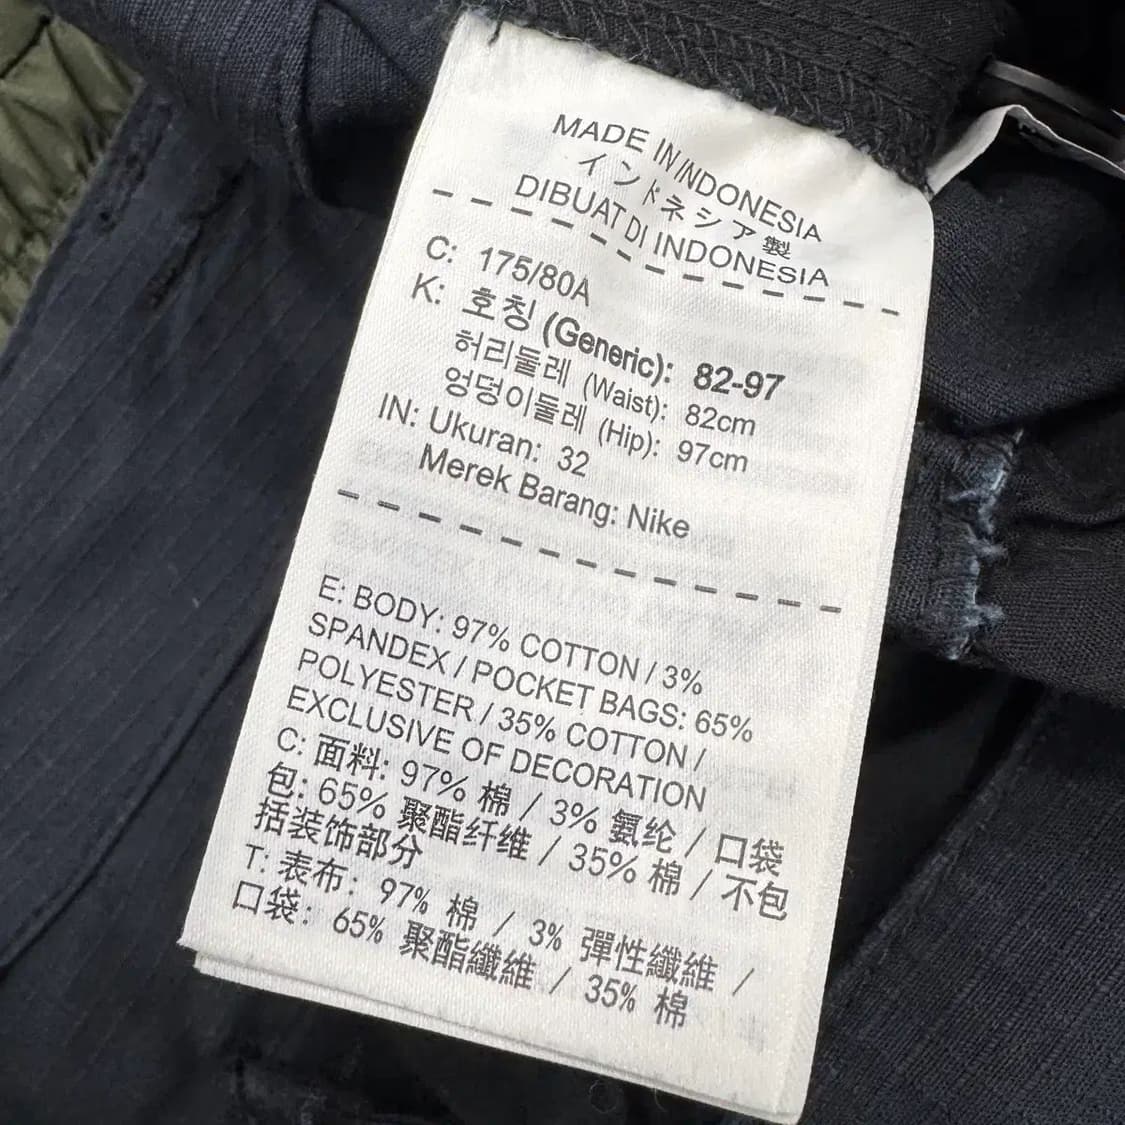 MADE IN INDONESIA
インドネシア製
DIBUAT DI INDONESIA
C: 175/80A
K: 호칭 (Generic): 82-97
허리둘레 (Waist): 82cm
엉덩이둘레 (Hip): 97cm
IN: Ukuran: 32
Merek Barang: Nike
E: BODY: 97% COTTON / 3%
SPANDEX / POCKET BAGS: 65%
POLYESTER / 35% COTTON /
EXCLUSIVE OF DECORATION
C: 面料: 97% 棉 / 3% 氨纶 / 口袋
包: 65% 聚酯纤维 / 35% 棉 / 不包
括装饰部分
T: 表布: 97% 棉 / 3% 彈性纖維 /
口袋: 65% 聚酯纖維 / 35% 棉